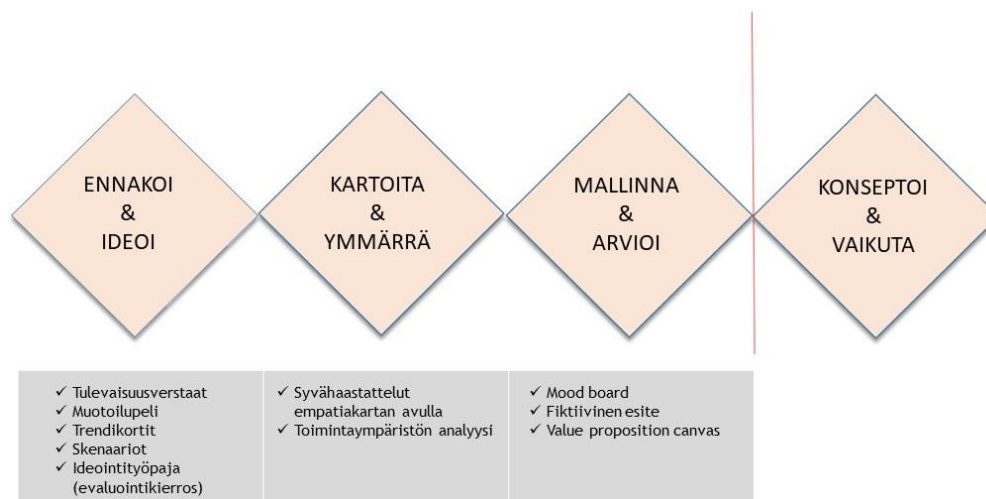 ENNAKOI
&
IDEOI
KARTOITA
&
YMMÄRRÄ
MALLINNA
&
ARVIOI
KONSEPTOI
&
VAIKUTA
✓ Tulevaisuusverstaat
✓ Muotoilupeli
✓ Trendikortit
✓ Skenaariot
✓ Ideointityöpaja
(evaluointikierros)
✓ Syvähaastattelut
empatiakartan avulla
✓ Toimintaympäristön analyysi
✓ Mood board
✓ Fiktiivinen esite
✓ Value proposition canvas